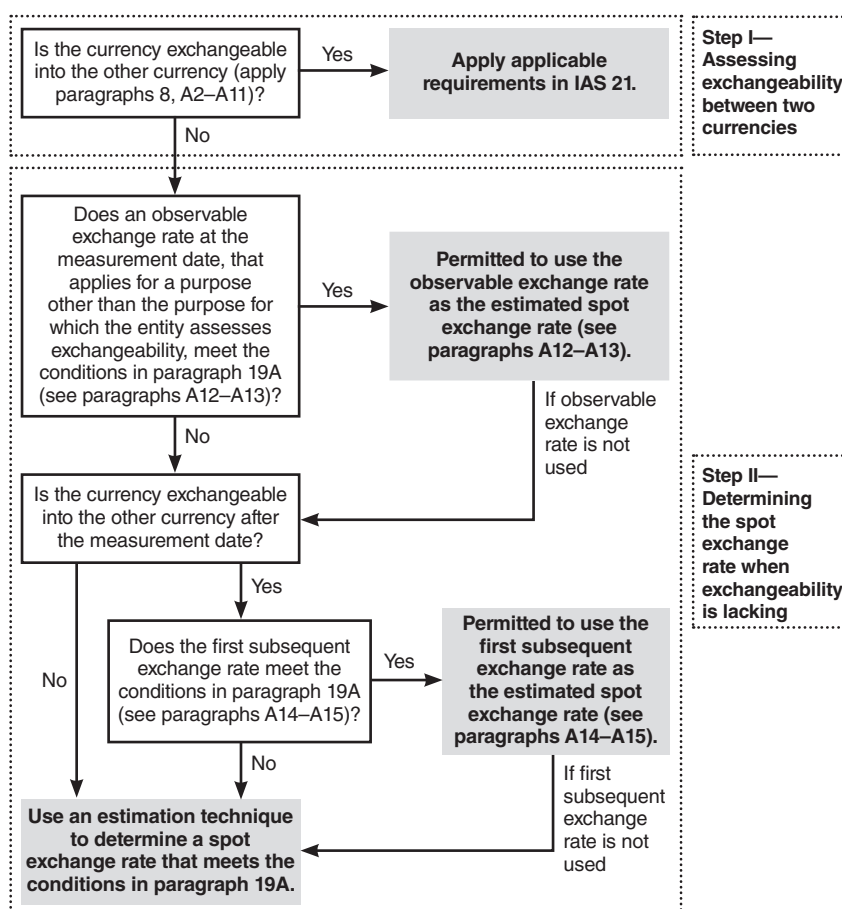 Is the currency exchangeable
into the other currency (apply
paragraphs 8, A2–A11)?
Yes
Apply applicable
requirements in IAS 21.
Step I—
Assessing
exchangeability
between two
currencies
No
Does an observable
exchange rate at the
measurement date, that
applies for a purpose
other than the purpose for
which the entity assesses
exchangeability, meet the
conditions in paragraph 19A
(see paragraphs A12–A13)?
Yes
Permitted to use the
observable exchange rate
as the estimated spot
exchange rate (see
paragraphs A12–A13).
If observable
exchange
rate is not
used
No
Is the currency exchangeable
into the other currency after
the measurement date?
Step II—
Determining
the spot
exchange
rate when
exchangeability
is lacking
Yes
No
Does the first subsequent
exchange rate meet the
conditions in paragraph 19A
(see paragraphs A14–A15)?
Yes
Permitted to use the
first subsequent
exchange rate as
the estimated spot
exchange rate (see
paragraphs A14–A15).
No
If first
subsequent
exchange
rate is not
used
Use an estimation technique
to determine a spot
exchange rate that meets the
conditions in paragraph 19A.